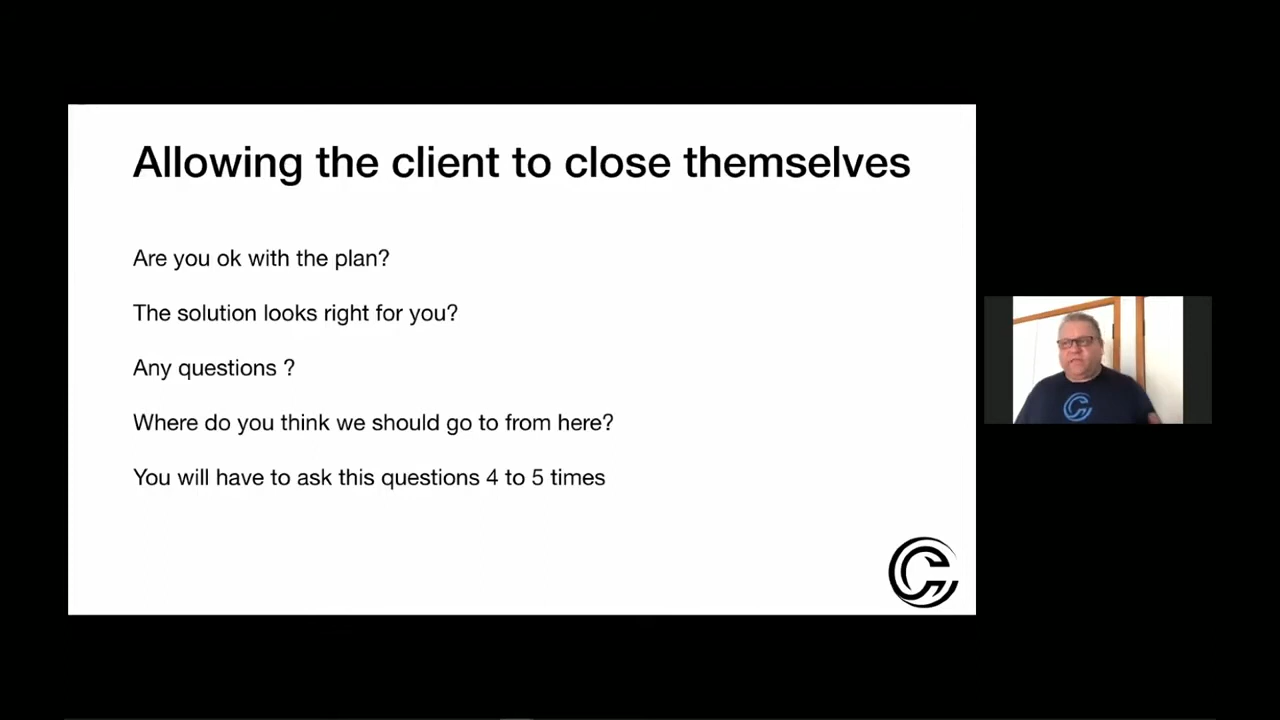 Allowing the client to close themselves
Are you ok with the plan?
The solution looks right for you?
Any questions ?
Where do you think we should go to from here?
You will have to ask this questions 4 to 5 times